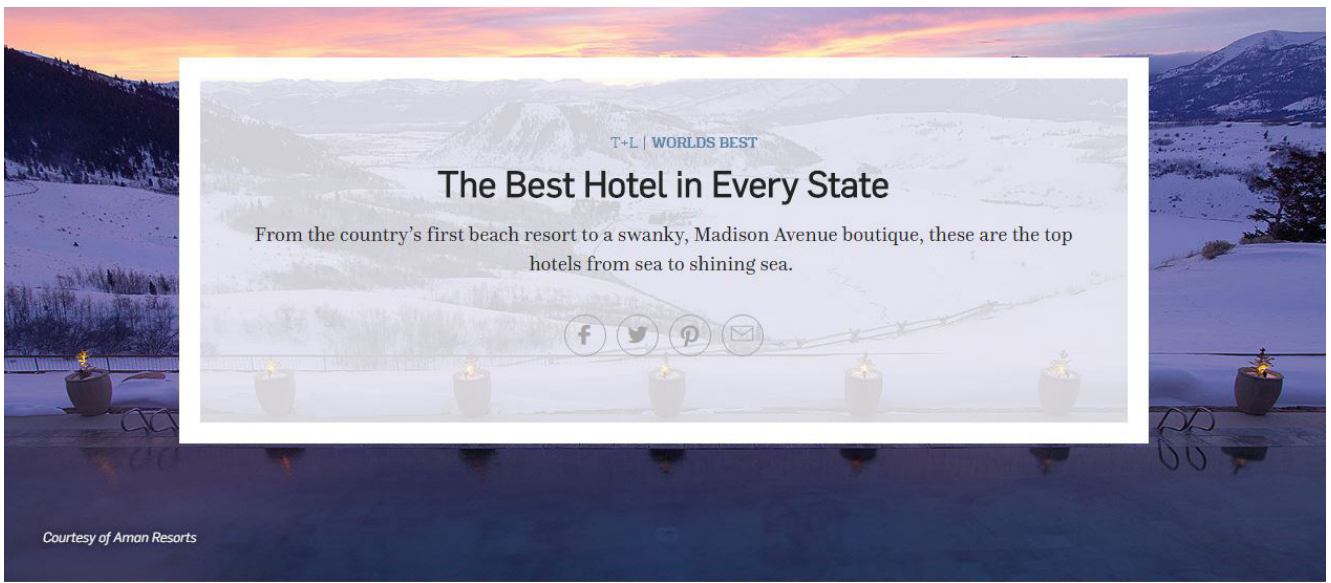 T+L | WORLDS BEST
The Best Hotel in Every State
From the country’s first beach resort to a swanky, Madison Avenue boutique, these are the top
hotels from sea to shining sea.
Courtesy of Aman Resorts